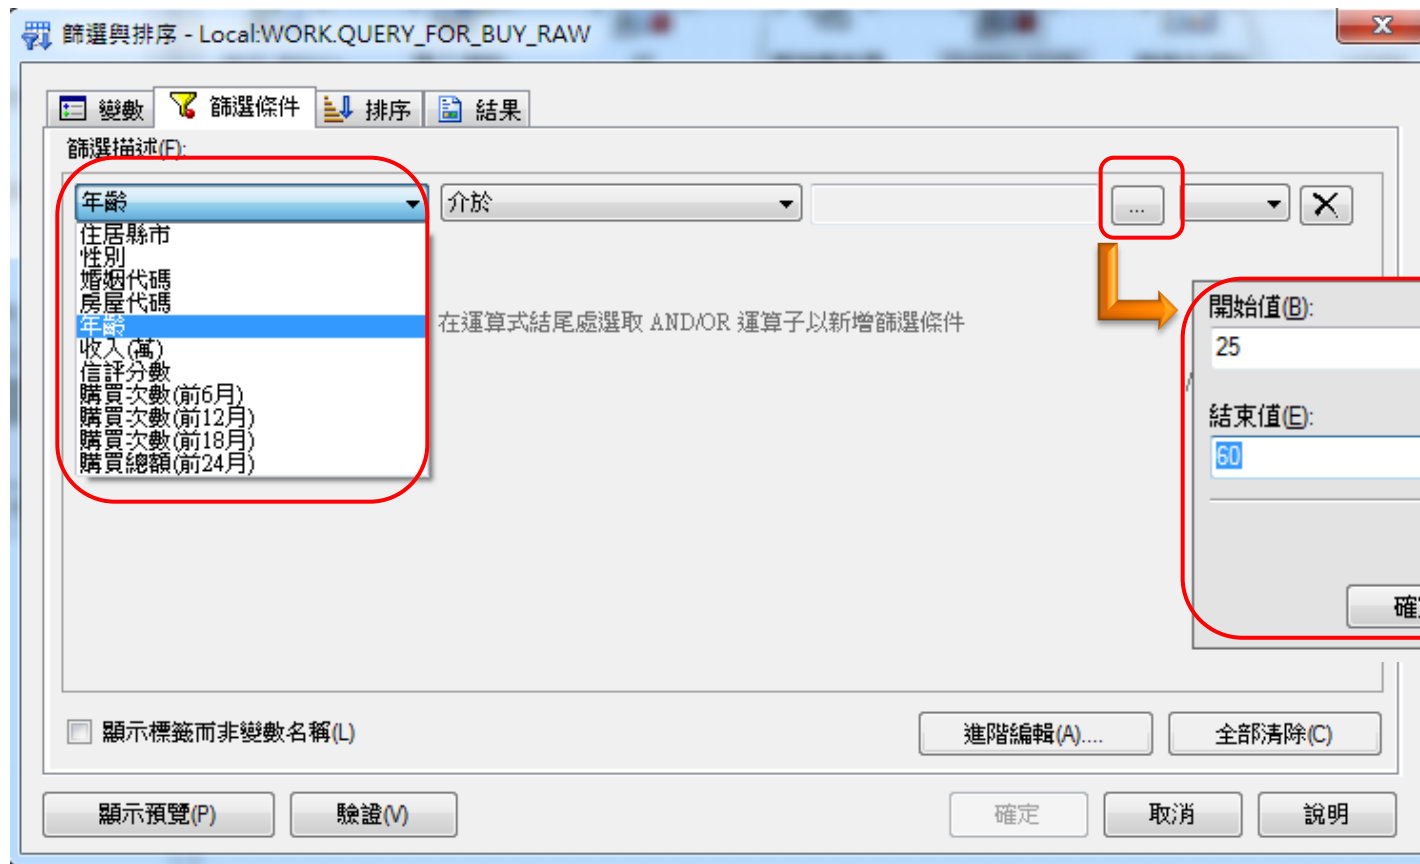 篩選與排序 - Local:WORK.QUERY_FOR_BUY_RAW
X
變數 篩選條件 排序 結果
篩選描述(F):
年齡 介於 ... X
住居縣市
性別
婚姻代碼
房屋代碼
年齡
收入(萬)
信評分數
購買次數(前6月)
購買次數(前12月)
購買次數(前18月)
購買總額(前24月)
在運算式結尾處選取 AND/OR 運算子以新增篩選條件
開始值(B):
25
結束值(E):
60
顯示標籤而非變數名稱(L)
進階編輯(A)....
全部清除(C)
顯示預覽(P)
驗證(V)
確定
取消
說明